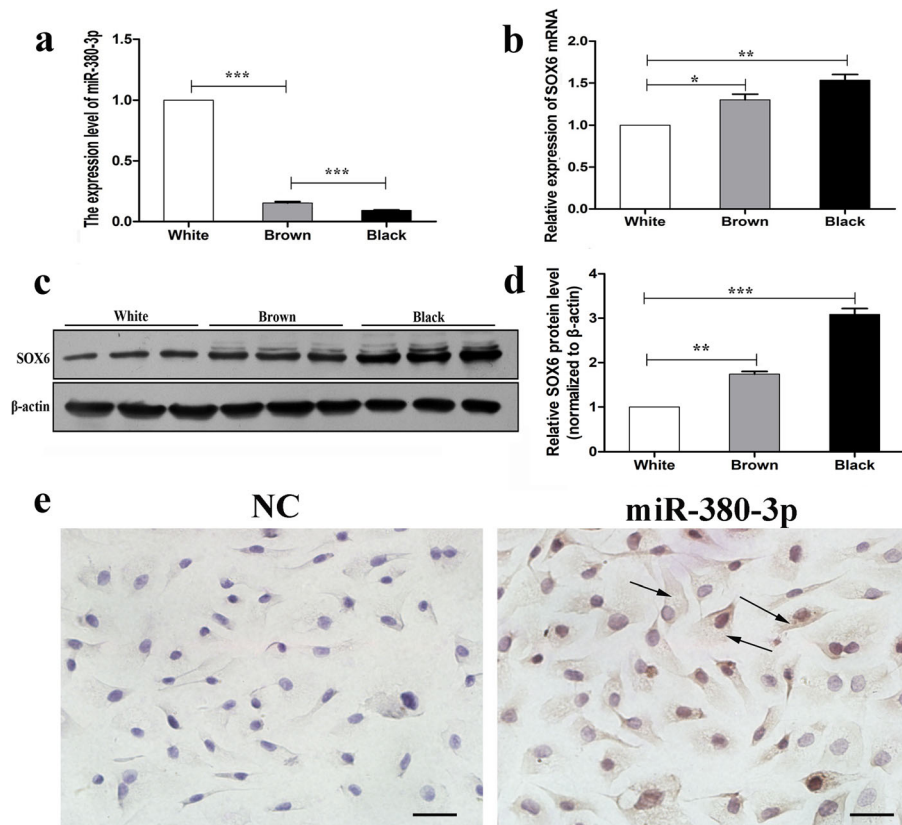 a
The expression level of miR-380-3p
1.5
1.0
0.5
0.0
***
***
White Brown Black
b
Relative expression of SOX6 mRNA
2.0
1.5
1.0
0.5
0.0
**
*
White Brown Black
c
White Brown Black
SOX6
β-actin
d
Relative SOX6 protein level
(normalized to β-actin)
4
3
2
1
0
***
**
White Brown Black
e
NC
miR-380-3p